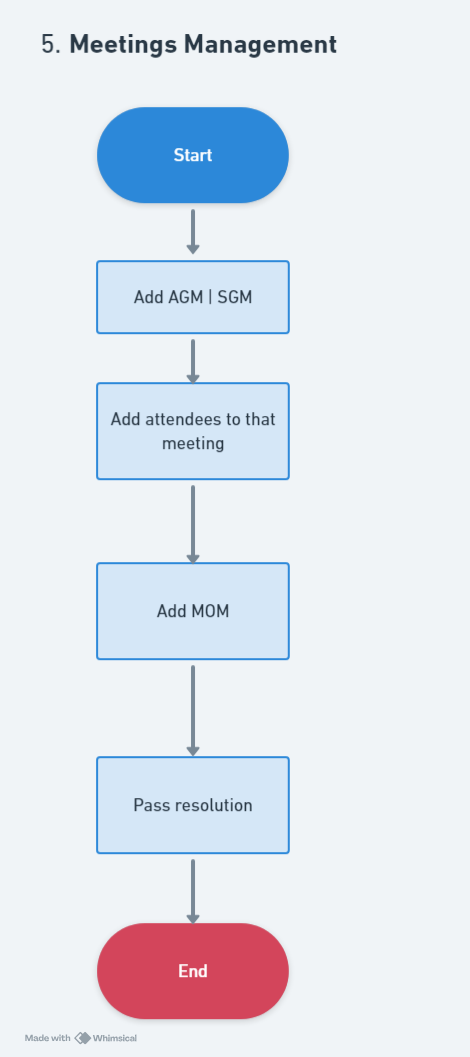 5. Meetings Management
Start
Add AGM | SGM
Add attendees to that
meeting
Add MOM
Pass resolution
End
Made with Whimsical